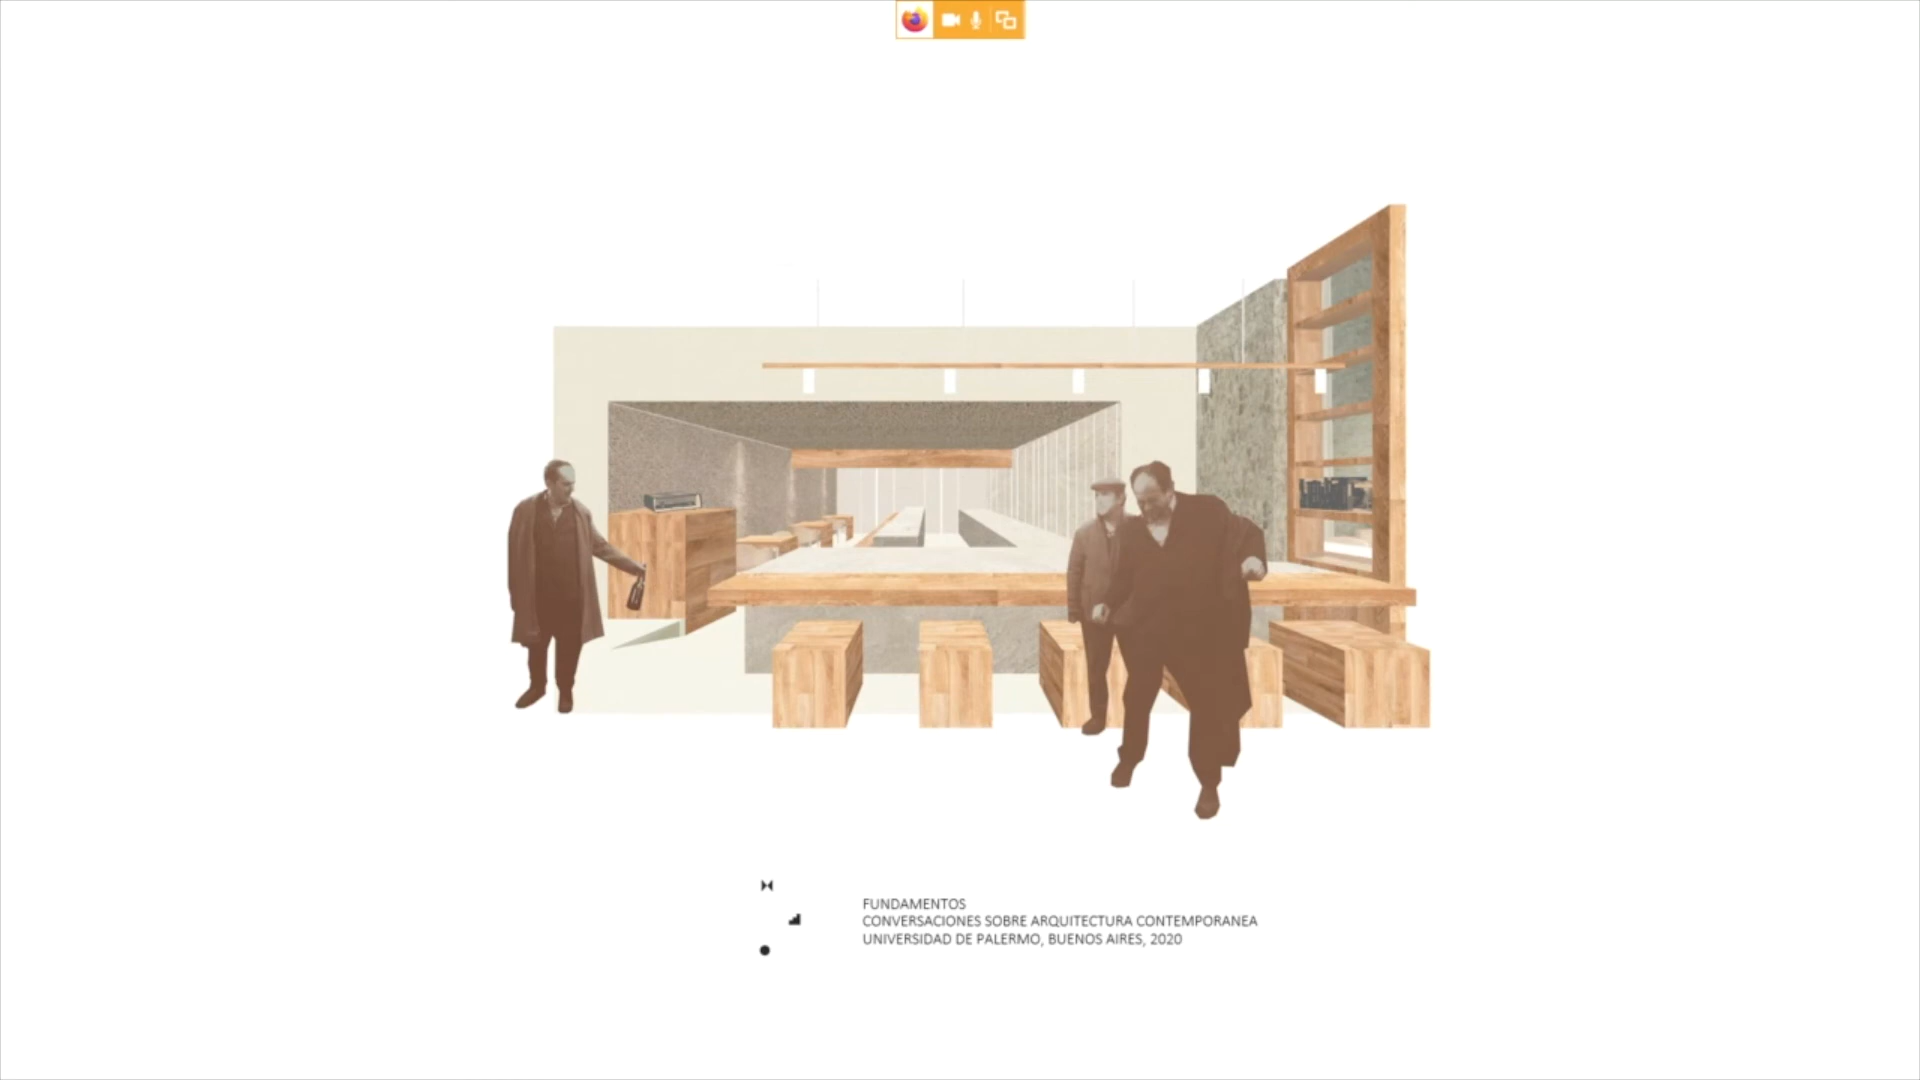 FUNDAMENTOS
CONVERSACIONES SOBRE ARQUITECTURA CONTEMPORANEA
UNIVERSIDAD DE PALERMO, BUENOS AIRES, 2020